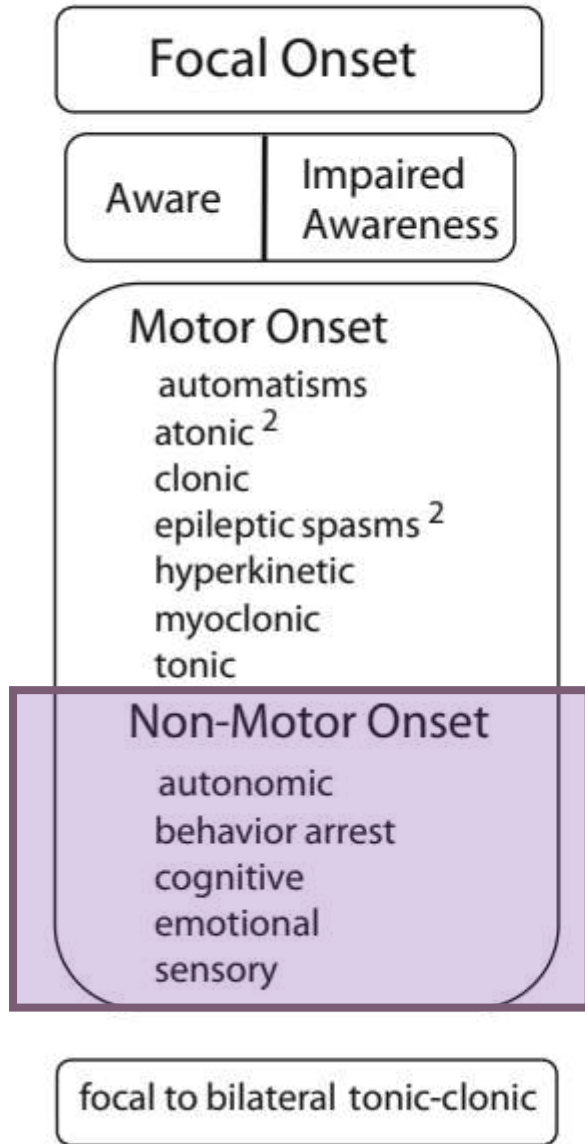 Focal Onset
Aware
Impaired
Awareness
Motor Onset
automatisms
atonic 2
clonic
epileptic spasms 2
hyperkinetic
myoclonic
tonic
Non-Motor Onset
autonomic
behavior arrest
cognitive
emotional
sensory
focal to bilateral tonic-clonic